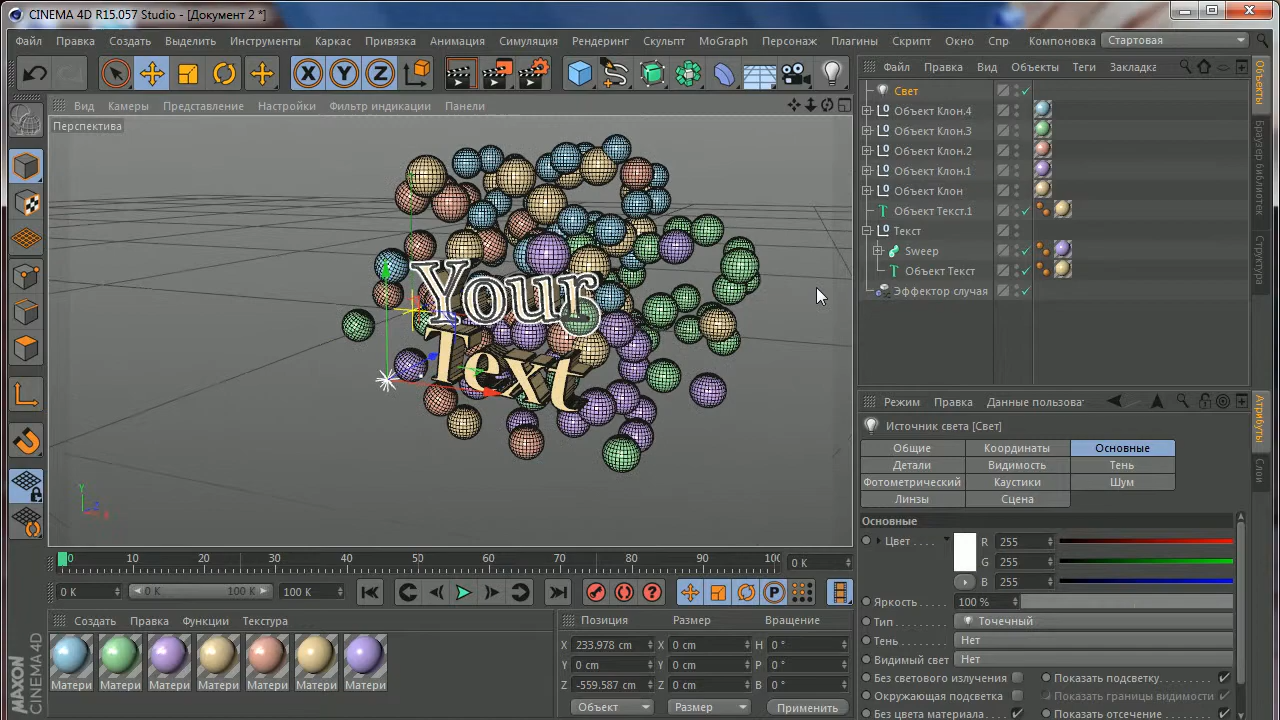 CINEMA 4D R15.057 Studio - [Документ 2 *]
Файл Правка Создать Выделить Инструменты Каркас Привязка Анимация Симуляция Рендеринг Скульпт MoGraph Персонаж Плагины Скрипт Окно Спр Компоновка Стартовая
X Y Z
Файл Правка Вид Объекты Теги Закладка
Вид Камеры Представление Настройки Фильтр индикации Панели
Перспектива
Свет
Объект Клон.4
Объект Клон.3
Объект Клон.2
Объект Клон.1
Объект Клон
Объект Текст.1
Текст
Sweep
Объект Текст
Эффектор случая
Объекты
Браузер библиотек
Структура
Your
Text
Y
X
Режим Правка Данные пользова
Источник света [Свет]
Общие Координаты Основные
Детали Видимость Тень
Фотометрический Каустики Шум
Линзы Сцена
Атрибуты
Слои
Основные
Цвет R 255
G 255
B 255
Яркость 100 %
Тип Точечный
Тень Нет
Видимый свет Нет
Без светового излучения Показать подсветку
Окружающая подсветка Показать границы видимости
Без цвета материала Показать отсечение
0 10 20 30 40 50 60 70 80 90 100 0 K
0 K 0 K 100 K 100 K
P
Создать Правка Функции Текстура
Матери Матери Матери Матери Матери Матери Матери
MAXON
CINEMA 4D
Позиция Размер Вращение
X 233.978 cm X 0 cm H 0 °
Y 0 cm Y 0 cm P 0 °
Z -559.587 cm Z 0 cm B 0 °
Объект Размер Применить